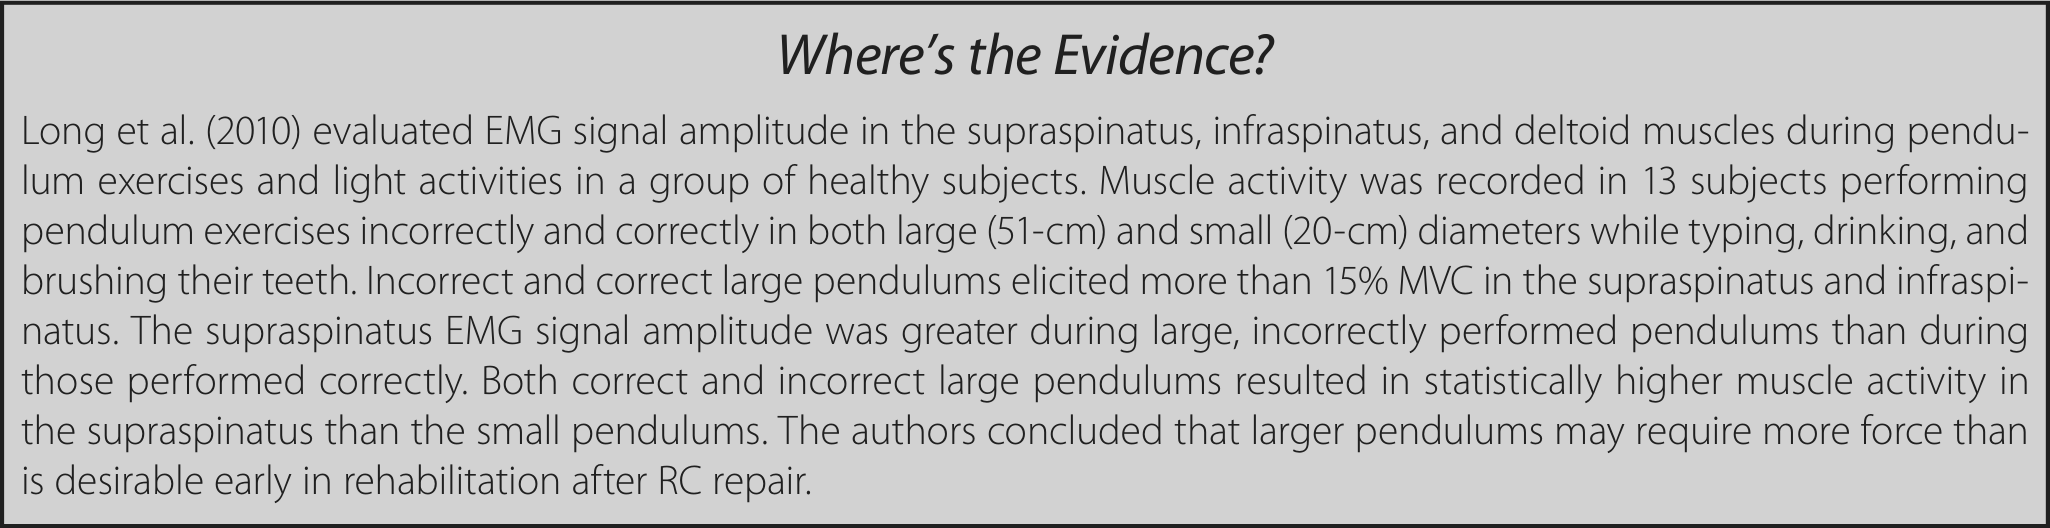 Where’s the Evidence?
Long et al. (2010) evaluated EMG signal amplitude in the supraspinatus, infraspinatus, and deltoid muscles during pendu-
lum exercises and light activities in a group of healthy subjects. Muscle activity was recorded in 13 subjects performing
pendulum exercises incorrectly and correctly in both large (51-cm) and small (20-cm) diameters while typing, drinking, and
brushing their teeth. Incorrect and correct large pendulums elicited more than 15% MVC in the supraspinatus and infraspi-
natus. The supraspinatus EMG signal amplitude was greater during large, incorrectly performed pendulums than during
those performed correctly. Both correct and incorrect large pendulums resulted in statistically higher muscle activity in
the supraspinatus than the small pendulums. The authors concluded that larger pendulums may require more force than
is desirable early in rehabilitation after RC repair.